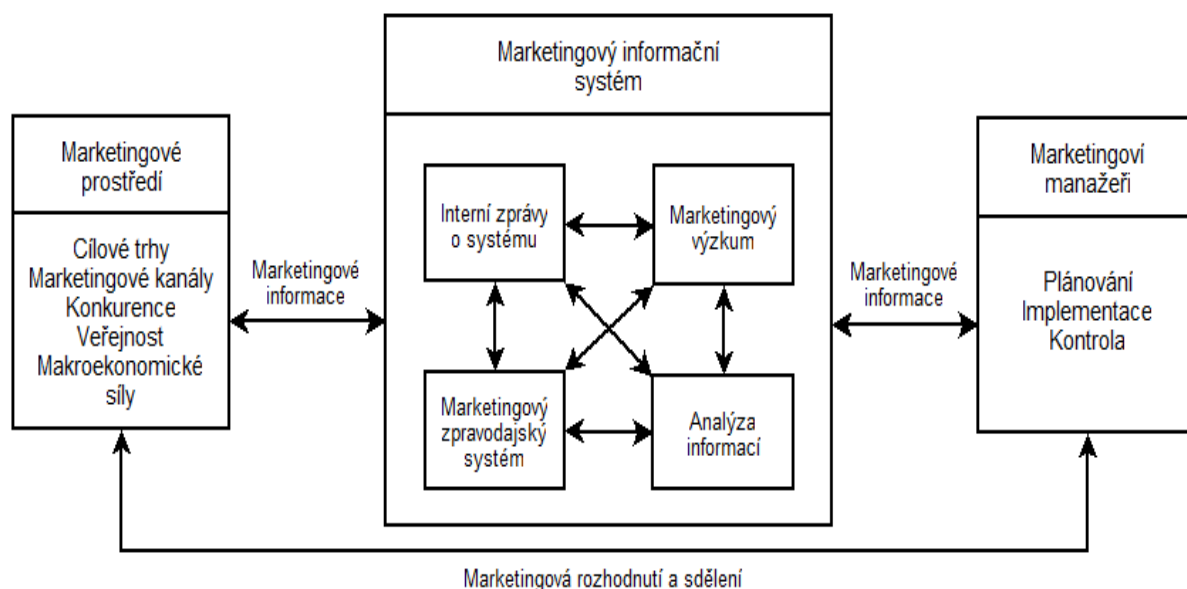 Marketingový informační
systém
Marketingové
prostředí
Cílové trhy
Marketingové kanály
Konkurence
Veřejnost
Makroekonomické
síly
Marketingové
informace
Interní zprávy
o systému
Marketingový
výzkum
Marketingový
zpravodajský
systém
Analýza
informací
Marketingové
informace
Marketingoví
manažeři
Plánování
Implementace
Kontrola
Marketingová rozhodnutí a sdělení